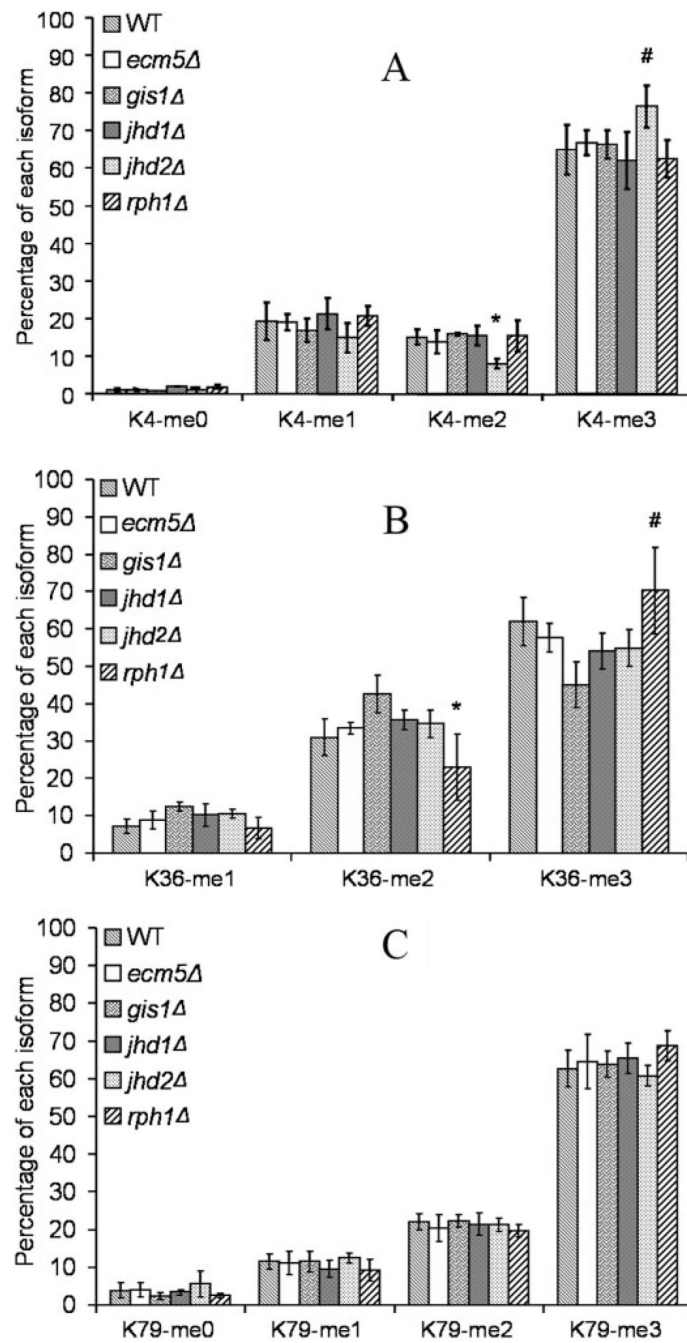 Percentage of each isoform
100
90
80
70
60
50
40
30
20
10
0
WT
ecm5Δ
gis1Δ
jhd1Δ
jhd2Δ
rph1Δ
A
*
#
K4-me0 K4-me1 K4-me2 K4-me3
Percentage of each isoform
100
90
80
70
60
50
40
30
20
10
0
WT
ecm5Δ
gis1Δ
jhd1Δ
jhd2Δ
rph1Δ
B
*
#
K36-me1 K36-me2 K36-me3
Percentage of each isoform
100
90
80
70
60
50
40
30
20
10
0
WT
ecm5Δ
gis1Δ
jhd1Δ
jhd2Δ
rph1Δ
C
K79-me0 K79-me1 K79-me2 K79-me3